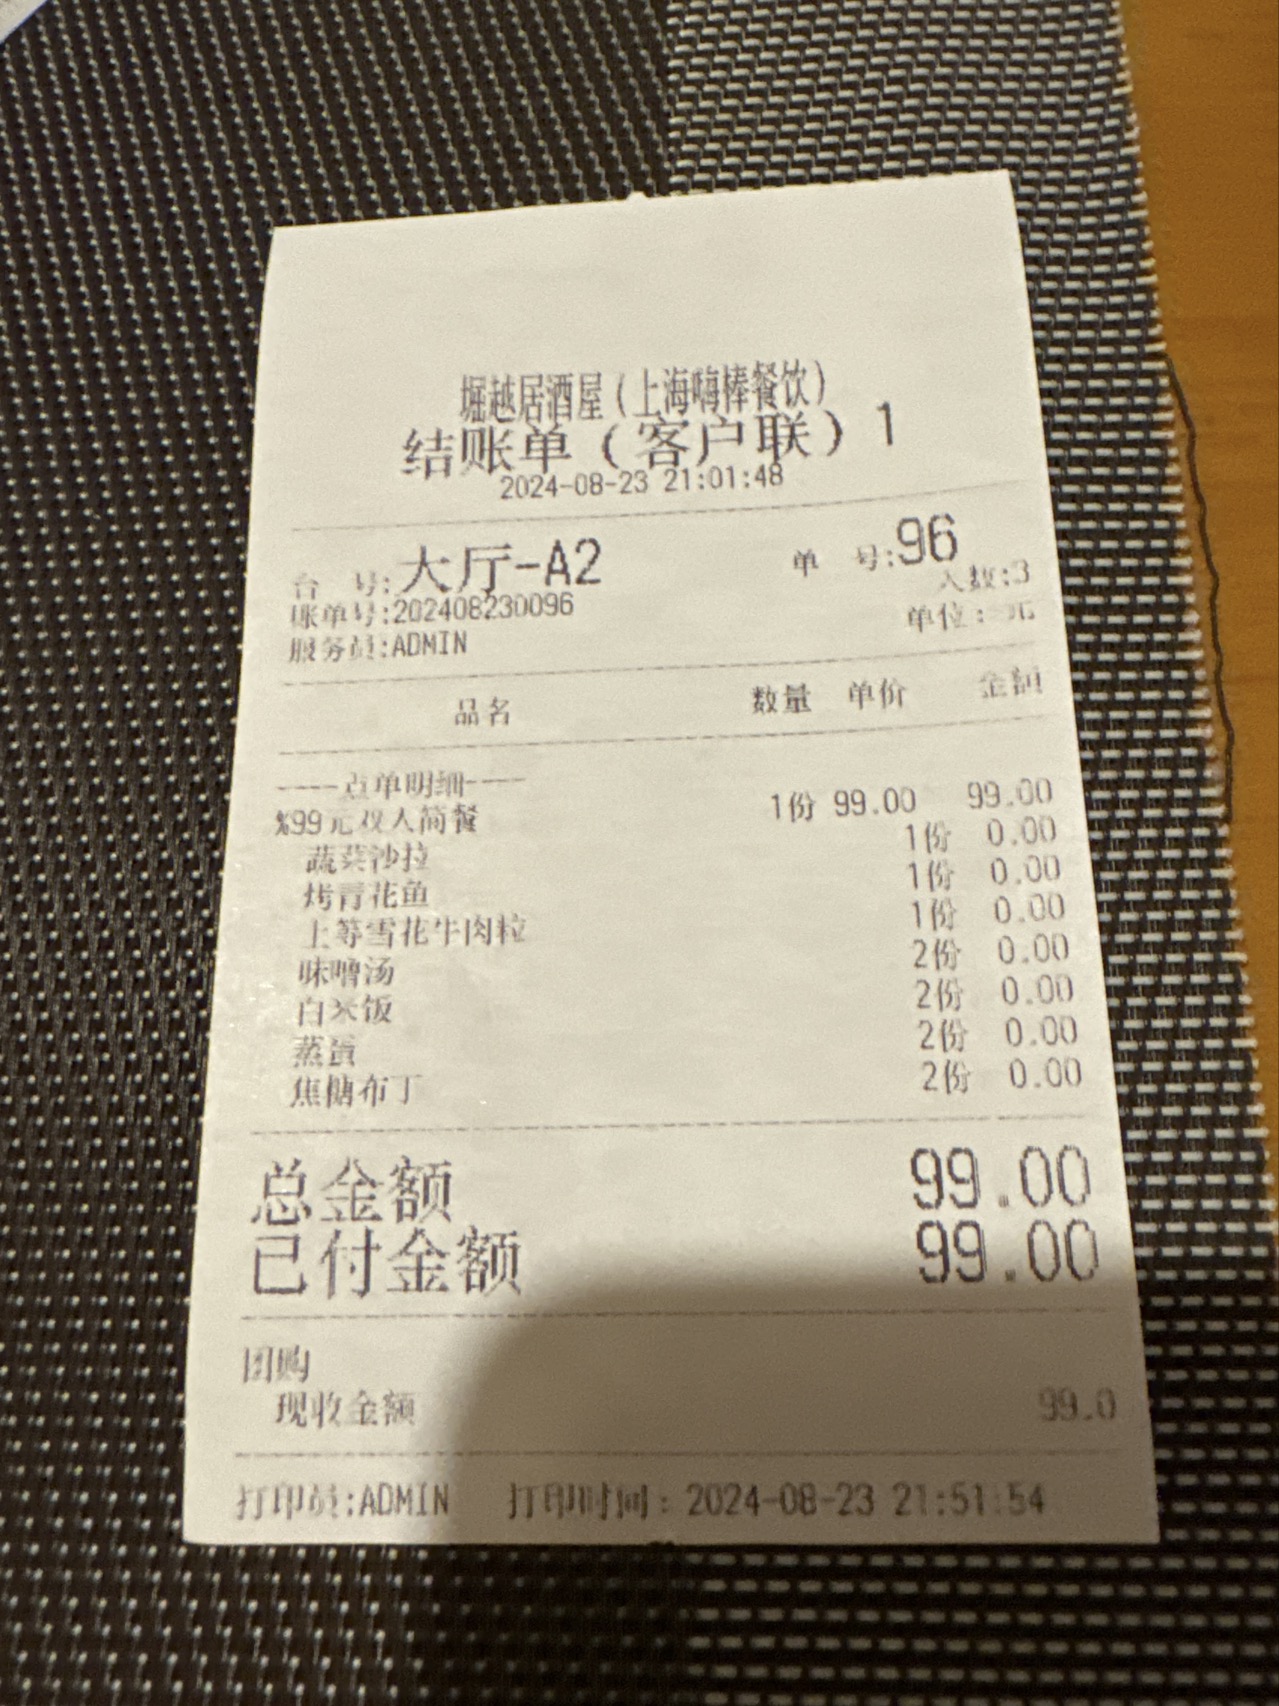 堀越居酒屋（上海嗨棒餐饮）
结账单（客户联）1
2024-08-23 21:01:48
台 号:大厅-A2 单 号:96
人数:3
账单号:202408230096
单位：元
服务员:ADMIN
品名 数量 单价 金额
----点单明细----
%99元双人简餐 1份 99.00 99.00
蔬菜沙拉 1份 0.00
烤青花鱼 1份 0.00
上等雪花牛肉粒 1份 0.00
味噌汤 2份 0.00
白米饭 2份 0.00
蒸蛋 2份 0.00
焦糖布丁 2份 0.00
总金额 99.00
已付金额 99.00
团购
现收金额 99.0
打印员:ADMIN 打印时间：2024-08-23 21:51:54